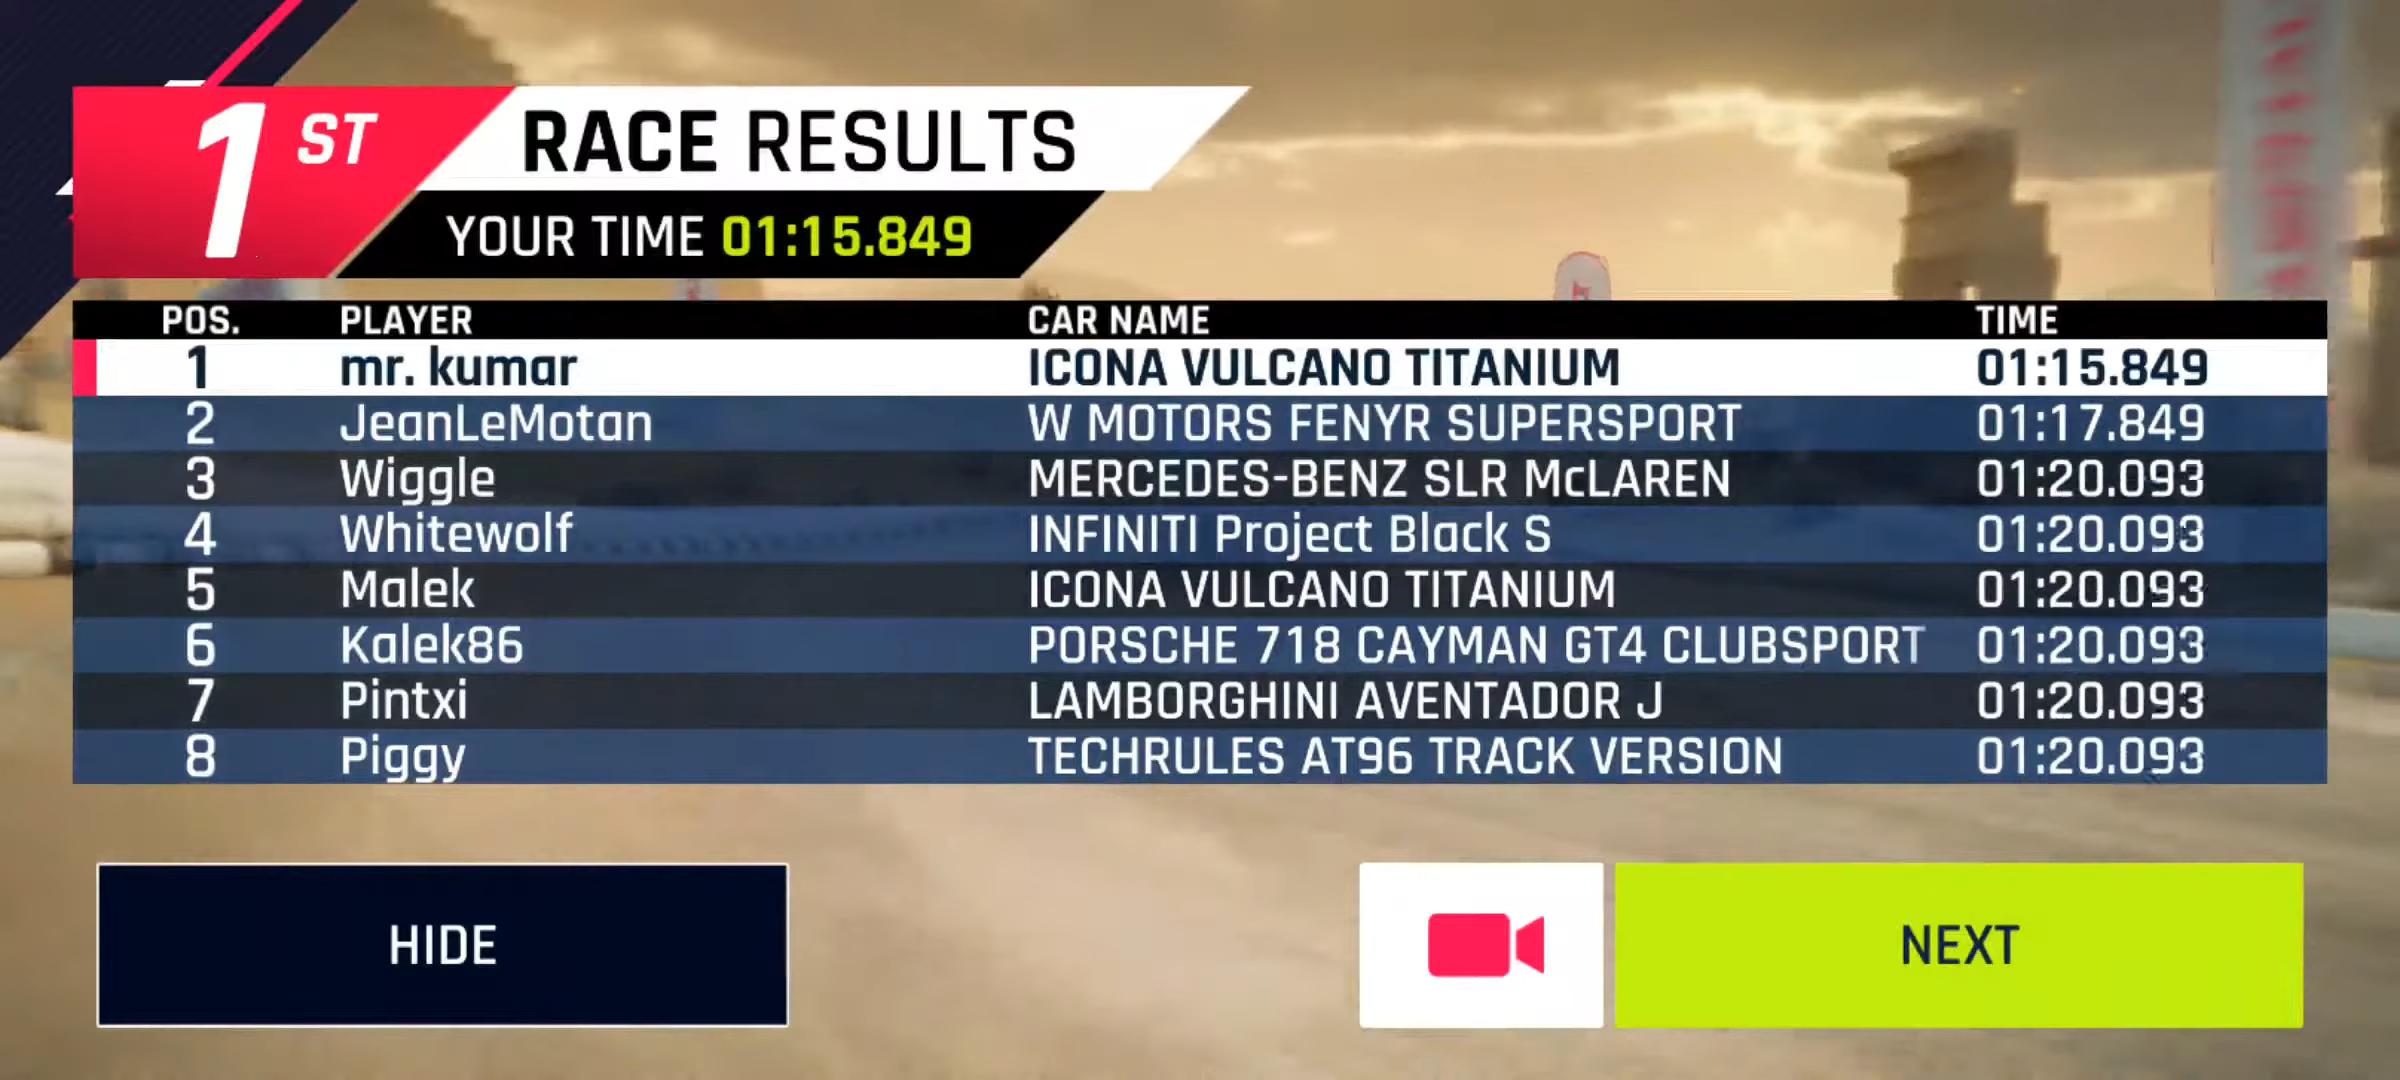 1 ST RACE RESULTS
YOUR TIME 01:15.849
POS. PLAYER CAR NAME TIME
1 mr. kumar ICONA VULCANO TITANIUM 01:15.849
2 JeanLeMotan W MOTORS FENYR SUPERSPORT 01:17.849
3 Wiggle MERCEDES-BENZ SLR McLAREN 01:20.093
4 Whitewolf INFINITI Project Black S 01:20.093
5 Malek ICONA VULCANO TITANIUM 01:20.093
6 Kalek86 PORSCHE 718 CAYMAN GT4 CLUBSPORT 01:20.093
7 Pintxi LAMBORGHINI AVENTADOR J 01:20.093
8 Piggy TECHRULES AT96 TRACK VERSION 01:20.093
HIDE NEXT